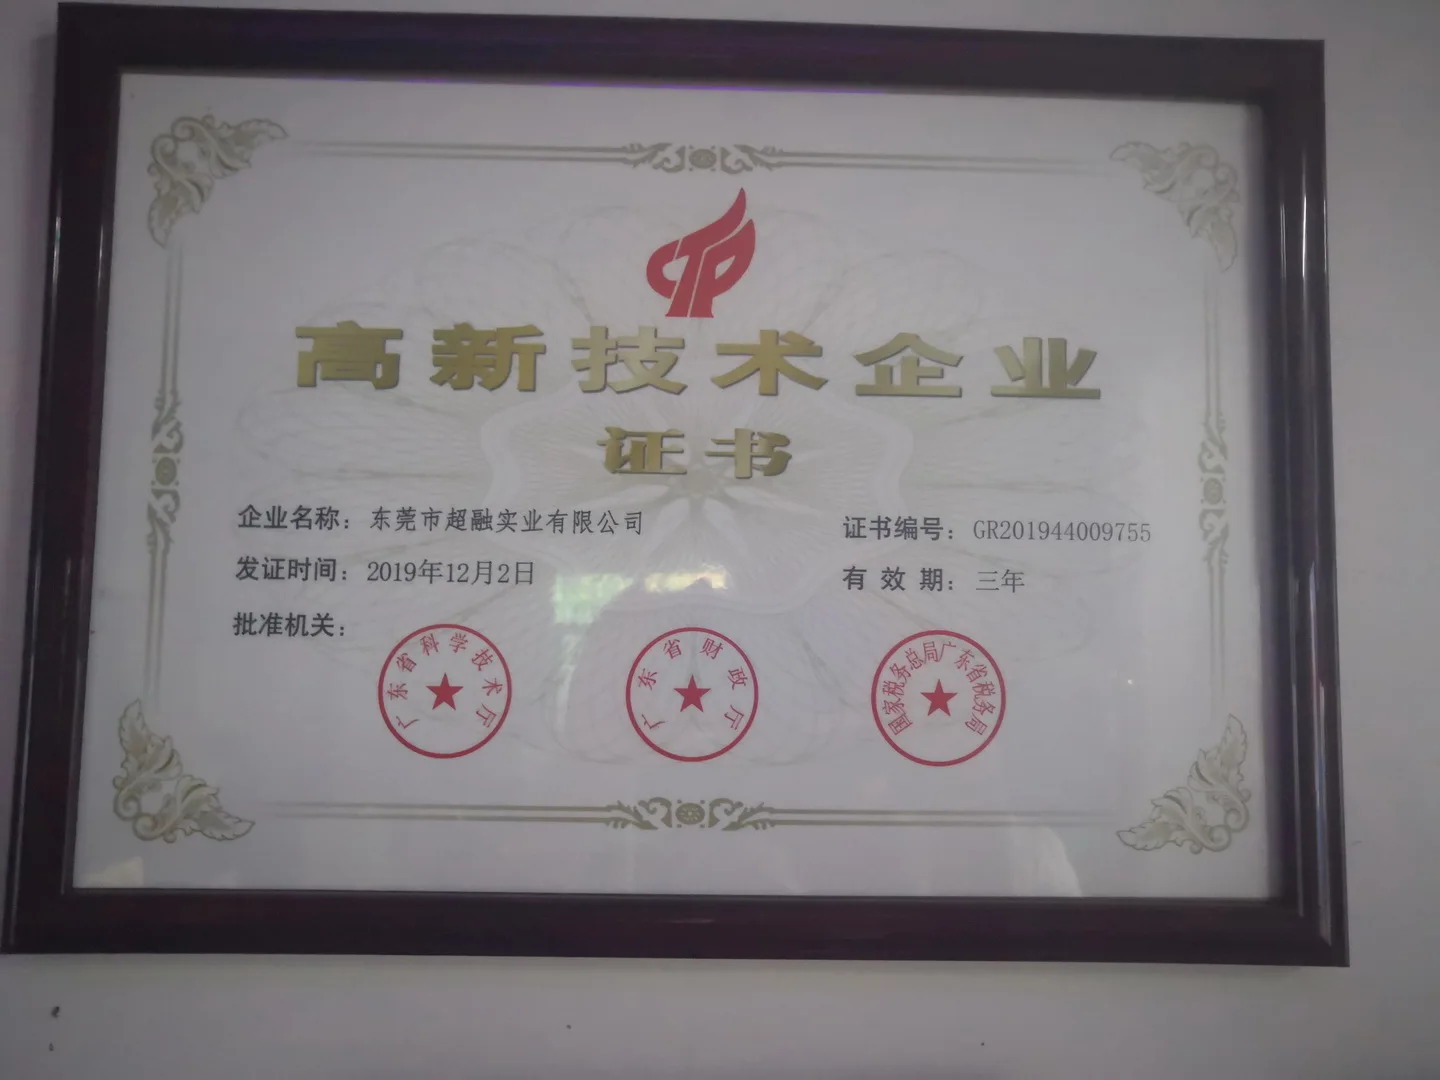 高新技术企业
证书
企业名称：东莞市超融实业有限公司
证书编号：GR201944009755
发证时间：2019年12月2日
有效期：三年
批准机关：
广东省科学技术厅
广东省财政厅
国家税务总局广东省税务局